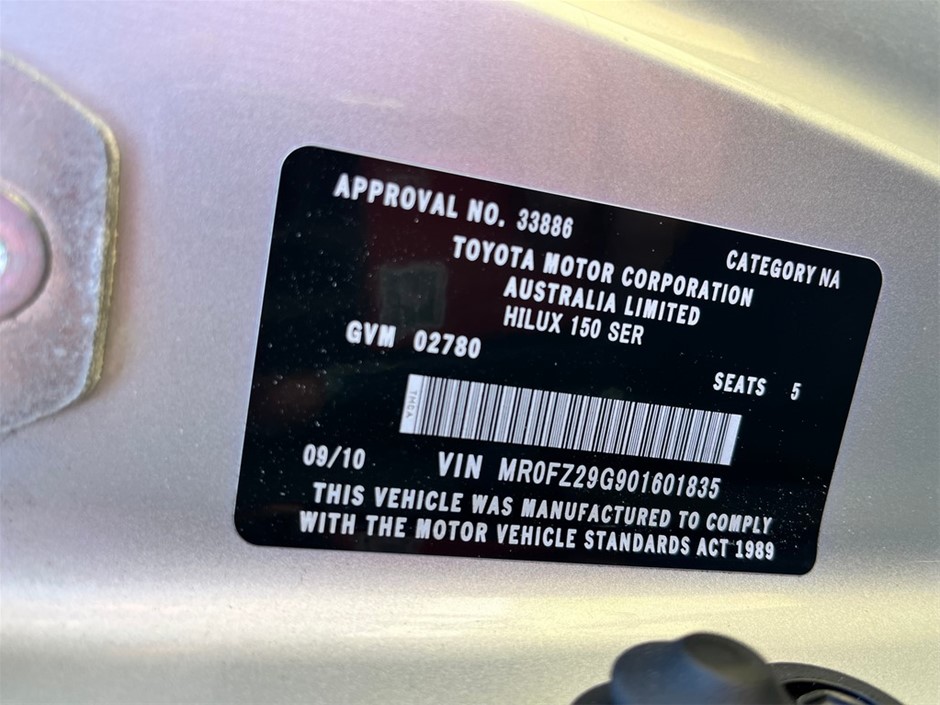 APPROVAL NO. 33886
CATEGORY NA
TOYOTA MOTOR CORPORATION
AUSTRALIA LIMITED
HILUX 150 SER
GVM 02780
SEATS 5
TMCA
09/10 VIN MR0FZ29G901601835
THIS VEHICLE WAS MANUFACTURED TO COMPLY
WITH THE MOTOR VEHICLE STANDARDS ACT 1989